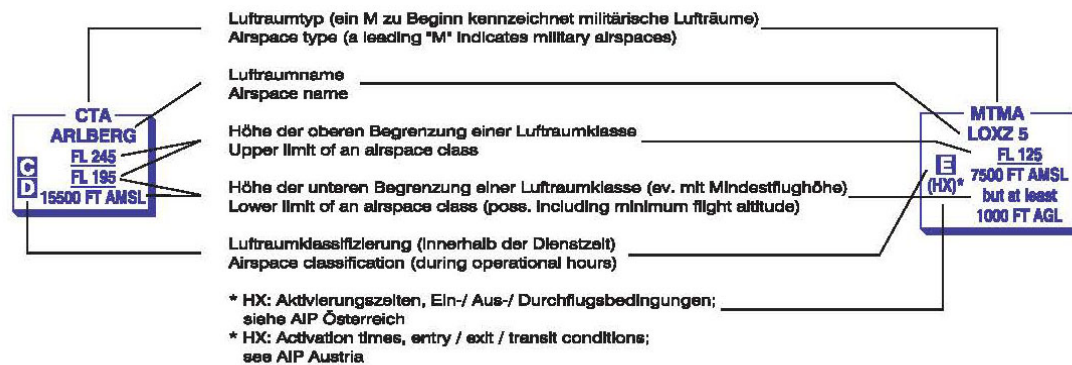 Luftraumtyp (ein M zu Beginn kennzeichnet militärische Lufträume)
Airspace type (a leading "M" indicates military airspaces)
Luftraumname
Airspace name
Höhe der oberen Begrenzung einer Luftraumklasse
Upper limit of an airspace class
Höhe der unteren Begrenzung einer Luftraumklasse (ev. mit Mindestflughöhe)
Lower limit of an airspace class (poss. including minimum flight altitude)
Luftraumklassifizierung (innerhalb der Dienstzeit)
Airspace classification (during operational hours)
* HX: Aktivierungszeiten, Ein-/ Aus-/ Durchflugsbedingungen;
siehe AIP Österreich
* HX: Activation times, entry / exit / transit conditions;
see AIP Austria
CTA
ARLBERG
FL 245
C
FL 195
D
15500 FT AMSL
MTMA
LOXZ 5
FL 125
E
7500 FT AMSL
(HX)*
but at least
1000 FT AGL